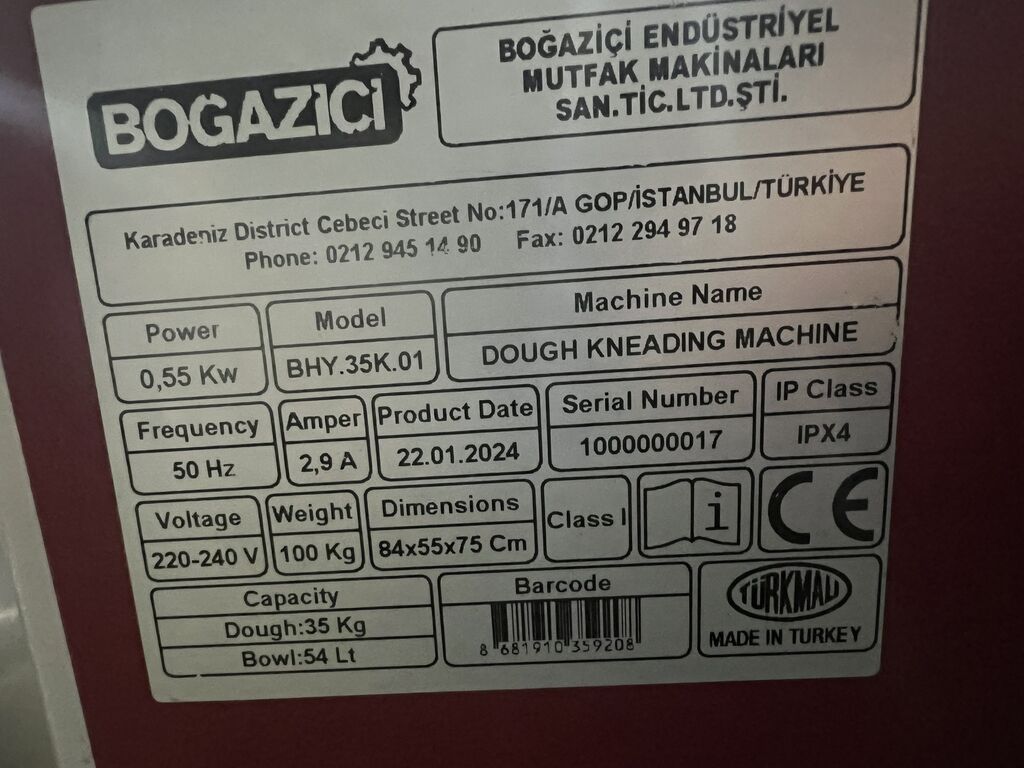 BOĞAZİÇİ
BOĞAZİÇİ ENDÜSTRİYEL
MUTFAK MAKİNALARI
SAN.TİC.LTD.ŞTİ.
Karadeniz District Cebeci Street No:171/A GOP/İSTANBUL/TÜRKİYE
Phone: 0212 945 14 90 Fax: 0212 294 97 18
Power
0,55 Kw
Model
BHY.35K.01
Machine Name
DOUGH KNEADING MACHINE
Frequency
50 Hz
Amper
2,9 A
Product Date
22.01.2024
Serial Number
1000000017
IP Class
IPX4
Voltage
220-240 V
Weight
100 Kg
Dimensions
84x55x75 Cm
Class I
i
CE
Capacity
Dough:35 Kg
Bowl:54 Lt
Barcode
8 681910 359208
TÜRKMALI
MADE IN TURKEY